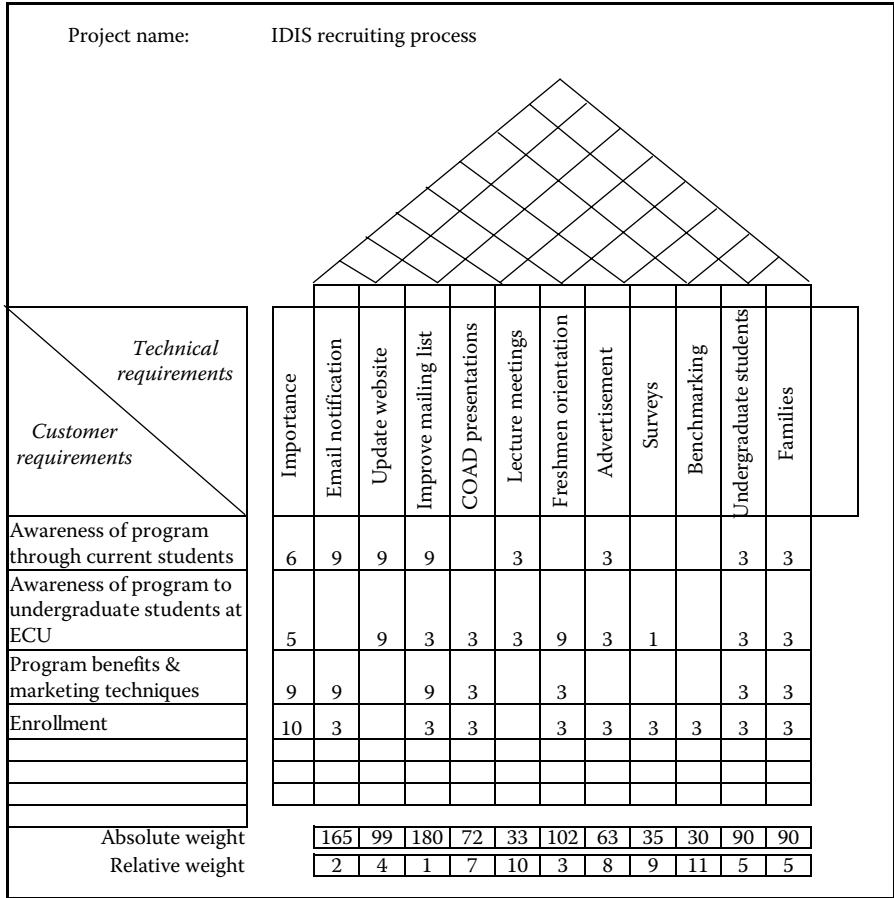 Project name: IDIS recruiting process
Technical
requirements
Customer
requirements
Importance
Email notification
Update website
Improve mailing list
COAD presentations
Lecture meetings
Freshmen orientation
Advertisement
Surveys
Benchmarking
Undergraduate students
Families
Awareness of program
through current students 6 9 9 9 3 3 3 3
Awareness of program to
undergraduate students at
ECU 5 9 3 3 3 9 3 1 3 3
Program benefits &
marketing techniques 9 9 9 3 3 3 3
Enrollment 10 3 3 3 3 3 3 3 3 3
Absolute weight 165 99 180 72 33 102 63 35 30 90 90
Relative weight 2 4 1 7 10 3 8 9 11 5 5